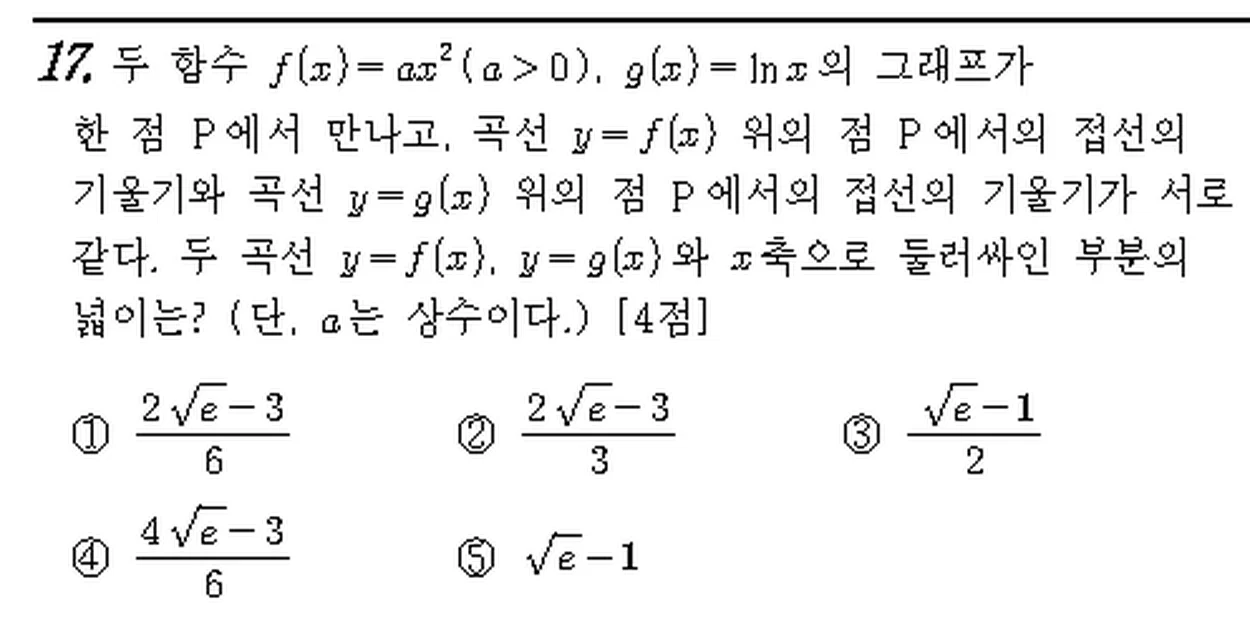 17. 두 함수 f(x)=ax²(a>0), g(x)=ln x의 그래프가
한 점 P에서 만나고, 곡선 y=f(x) 위의 점 P에서의 접선의
기울기와 곡선 y=g(x) 위의 점 P에서의 접선의 기울기가 서로
같다. 두 곡선 y=f(x), y=g(x)와 x축으로 둘러싸인 부분의
넓이는? (단, a는 상수이다.) [4점]
① (2√e-3)/6 ② (2√e-3)/3 ③ (√e-1)/2
④ (4√e-3)/6 ⑤ √e-1